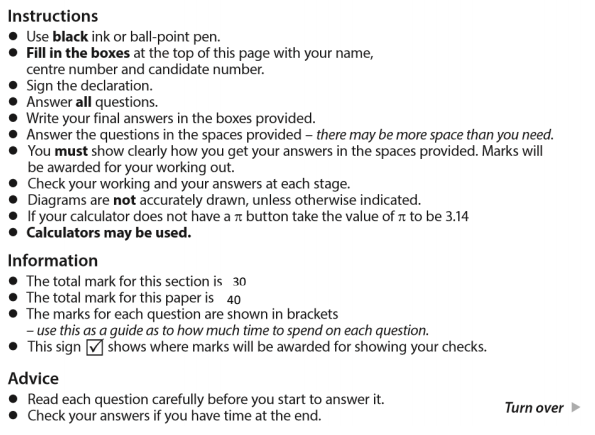 Instructions
● Use black ink or ball-point pen.
● Fill in the boxes at the top of this page with your name,
centre number and candidate number.
● Sign the declaration.
● Answer all questions.
● Write your final answers in the boxes provided.
● Answer the questions in the spaces provided – there may be more space than you need.
● You must show clearly how you get your answers in the spaces provided. Marks will
be awarded for your working out.
● Check your working and your answers at each stage.
● Diagrams are not accurately drawn, unless otherwise indicated.
● If your calculator does not have a π button take the value of π to be 3.14
● Calculators may be used.
Information
● The total mark for this section is 30
● The total mark for this paper is 40
● The marks for each question are shown in brackets
– use this as a guide as to how much time to spend on each question.
● This sign ☑ shows where marks will be awarded for showing your checks.
Advice
● Read each question carefully before you start to answer it.
● Check your answers if you have time at the end.
Turn over ▶